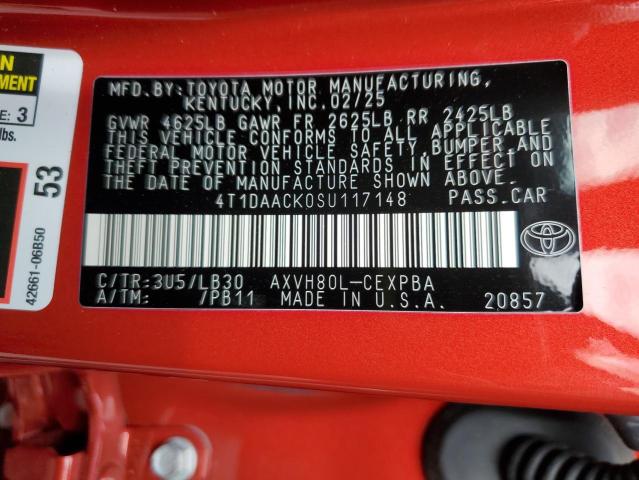 MFD.BY:TOYOTA MOTOR MANUFACTURING,
KENTUCKY,INC.02/25
GVWR 4625LB GAWR FR 2625LB RR 2425LB
THIS VEHICLE CONFORMS TO ALL APPLICABLE
FEDERAL MOTOR VEHICLE SAFETY,BUMPER,AND
THEFT PREVENTION STANDARDS IN EFFECT ON
THE DATE OF MANUFACTURE SHOWN ABOVE.
4T1DAACK0SU117148 PASS.CAR
C/TR:3U5/LB30 AXVH80L-CEXPBA
A/TM: /PB11 MADE IN U.S.A. 20857
E: 3
lbs.
53
42661-06B50